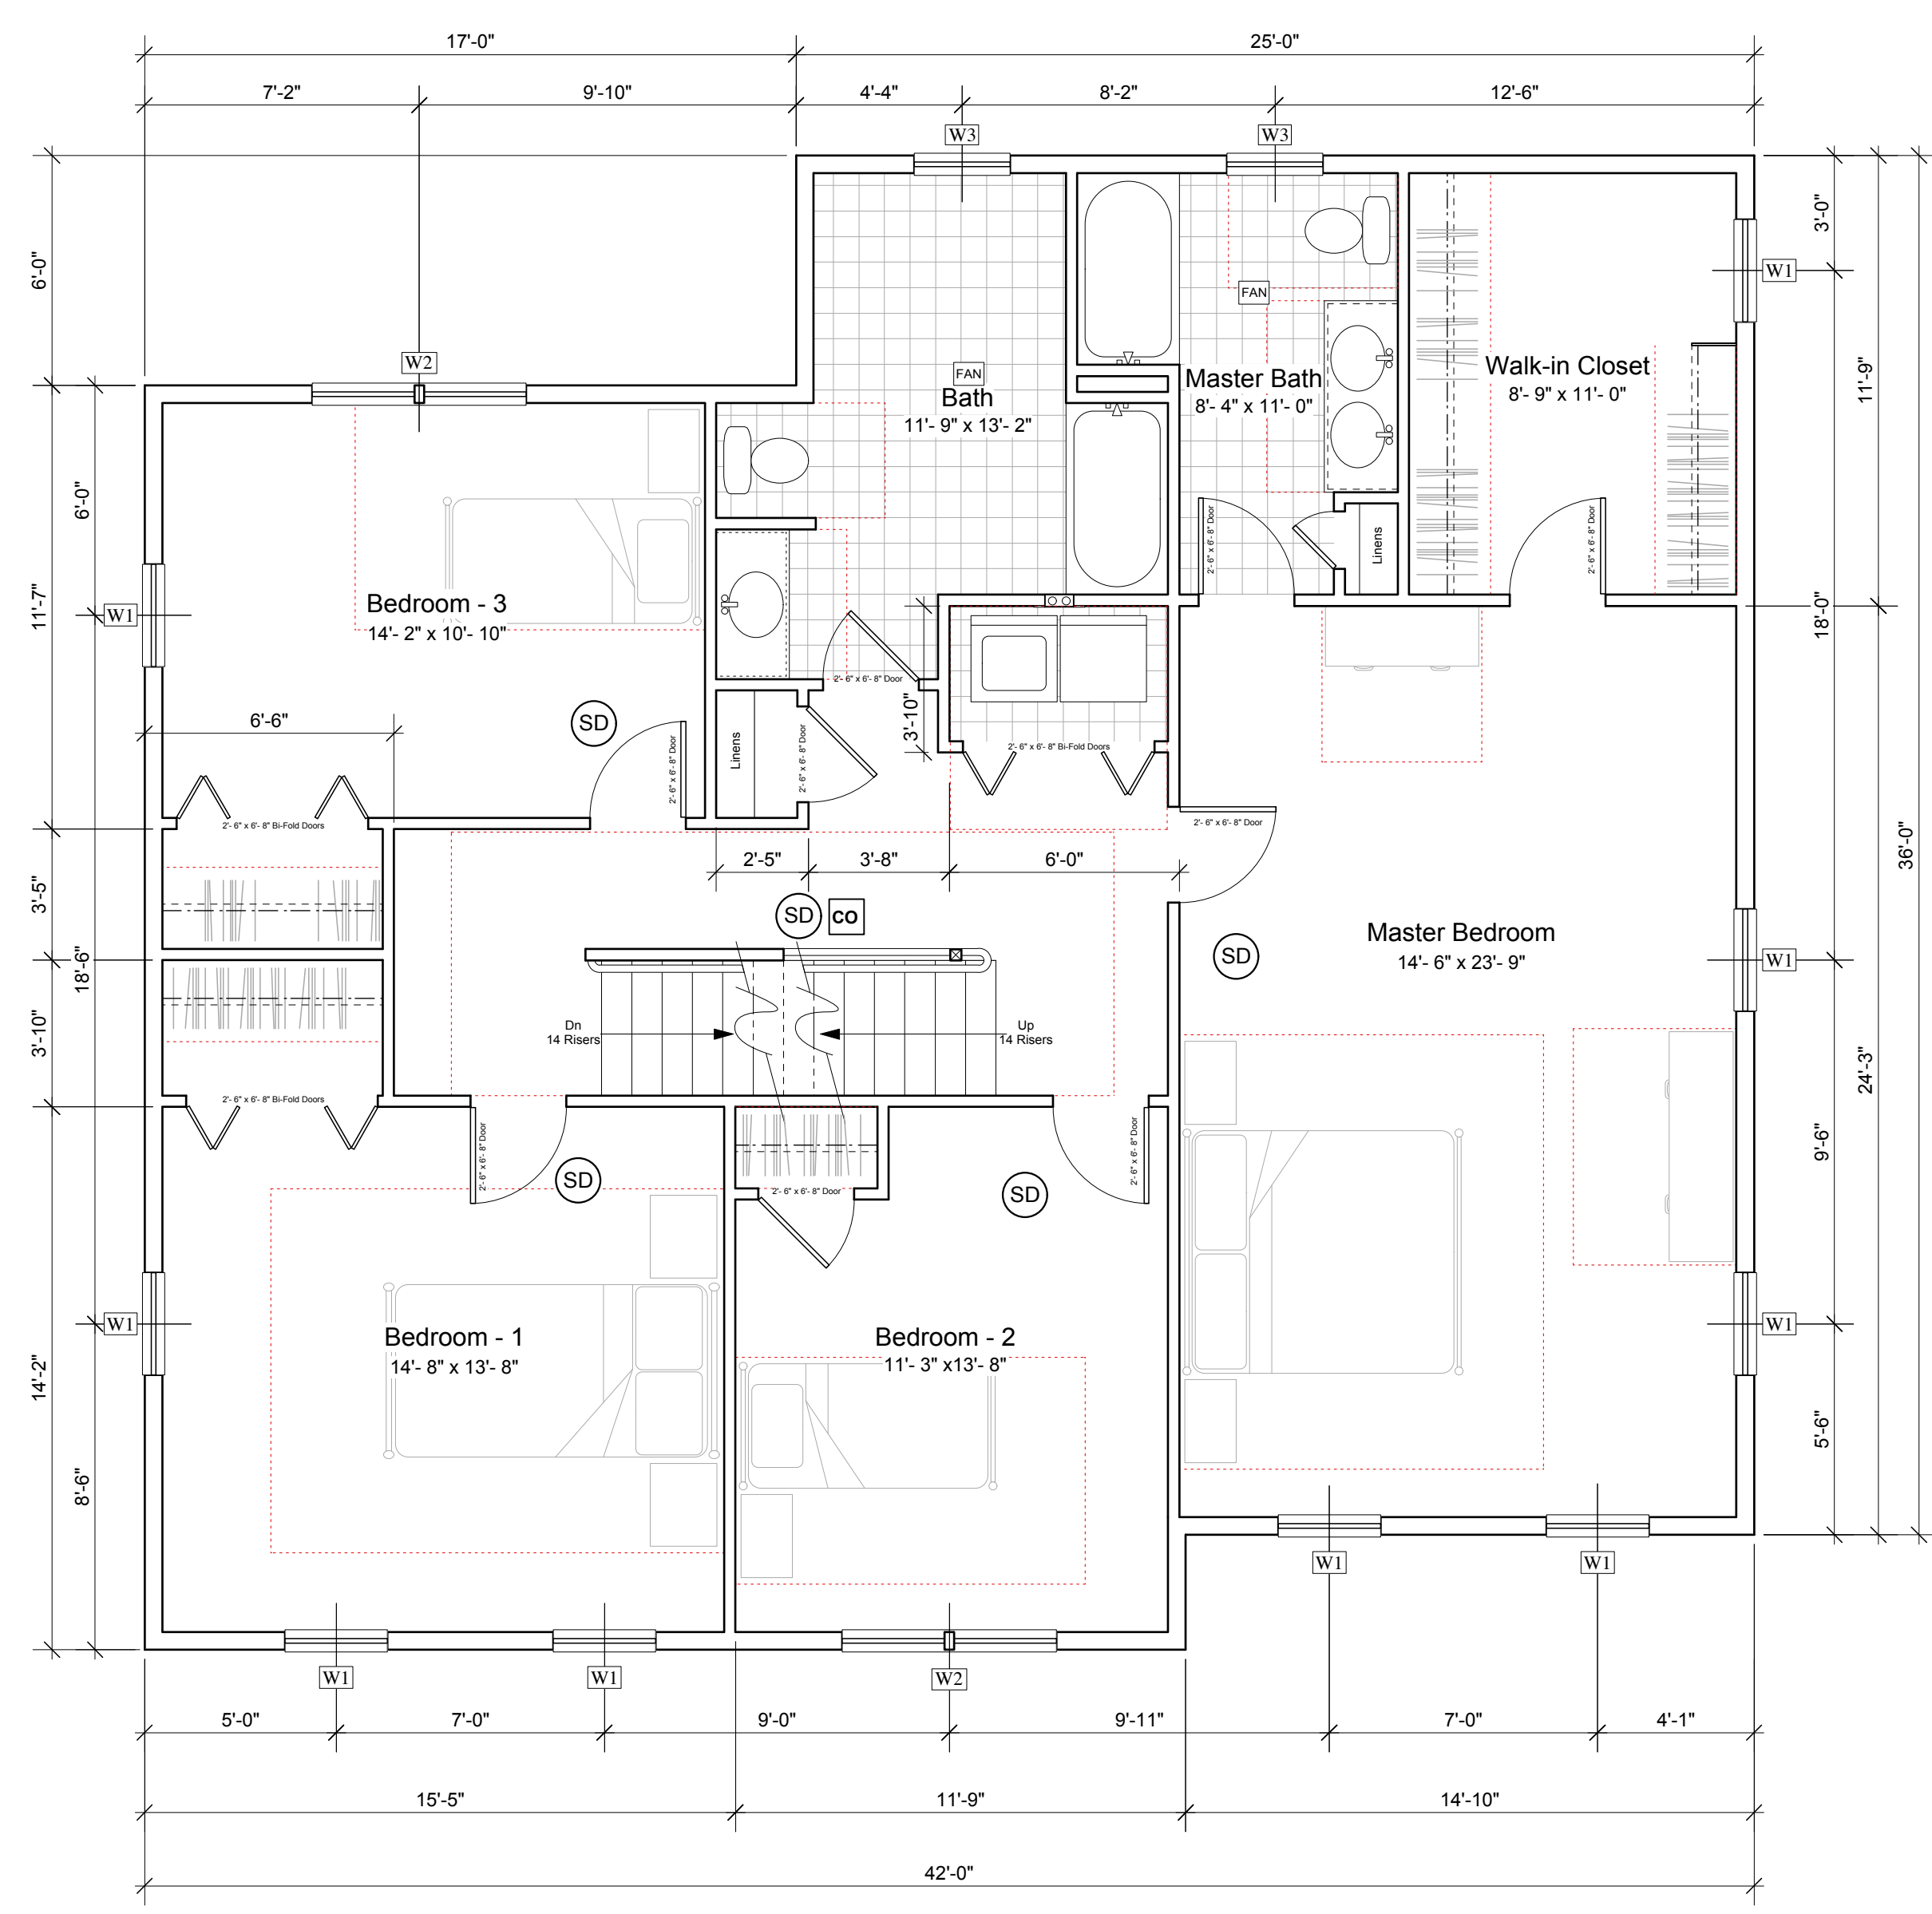 17'-0"
25'-0"
7'-2"
9'-10"
4'-4"
8'-2"
12'-6"
W3
W3
3'-0"
6'-0"
FAN
W1
FAN
W2
Walk-in Closet
8'- 9" x 11'- 0"
Master Bath
8'- 4" x 11'- 0"
Bath
11'- 9" x 13'- 2"
11'-9"
6'-0"
2'- 6" x 6'- 8" Door
2'- 6" x 6'- 8" Door
Linens
Bedroom - 3
14'- 2" x 10'- 10"
11'-7"
W1
18'-0"
2'- 6" x 6'- 8" Door
6'-6"
SD
3'-10"
Linens
2'- 6" x 6'- 8" Door
2'- 6" x 6'- 8" Door
2'- 6" x 6'- 8" Bi-Fold Doors
2'- 6" x 6'- 8" Bi-Fold Doors
2'- 6" x 6'- 8" Door
36'-0"
2'-5"
3'-8"
6'-0"
3'-5"
SD
CO
Master Bedroom
14'- 6" x 23'- 9"
SD
W1
18'-6"
3'-10"
Dn
14 Risers
Up
14 Risers
24'-3"
2'- 6" x 6'- 8" Bi-Fold Doors
2'- 6" x 6'- 8" Door
2'- 6" x 6'- 8" Door
9'-6"
SD
SD
2'- 6" x 6'- 8" Door
W1
W1
Bedroom - 1
14'- 8" x 13'- 8"
Bedroom - 2
11'- 3" x13'- 8"
14'-2"
5'-6"
8'-6"
W1
W1
W1
W1
W2
5'-0"
7'-0"
9'-0"
9'-11"
7'-0"
4'-1"
15'-5"
11'-9"
14'-10"
42'-0"